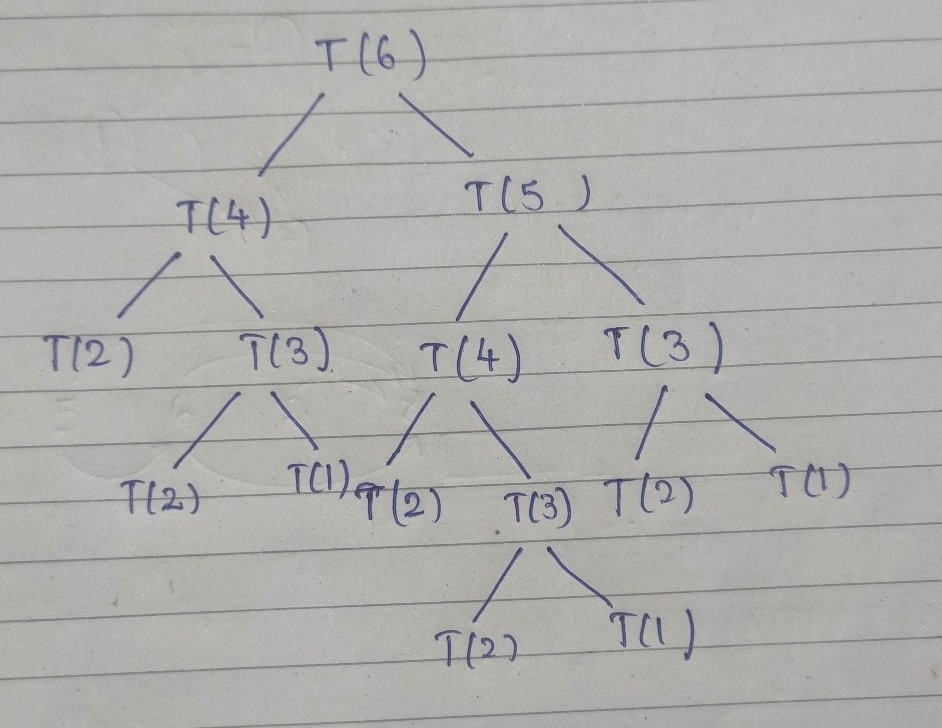 T(6)
T(4) T(5)
T(2) T(3) T(4) T(3)
T(2) T(1) T(2) T(3) T(2) T(1)
T(2) T(1)